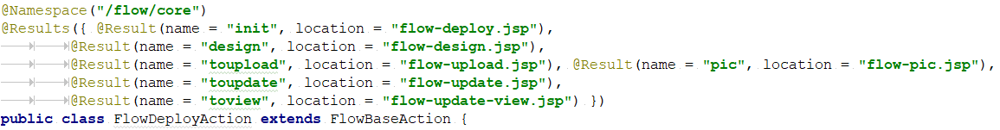 @Namespace("/flow/core")
@Results({ @Result(name = "init", location = "flow-deploy.jsp"),
@Result(name = "design", location = "flow-design.jsp"),
@Result(name = "toupload", location = "flow-upload.jsp"), @Result(name = "pic", location = "flow-pic.jsp"),
@Result(name = "toupdate", location = "flow-update.jsp"),
@Result(name = "toview", location = "flow-update-view.jsp") })
public class FlowDeployAction extends FlowBaseAction {